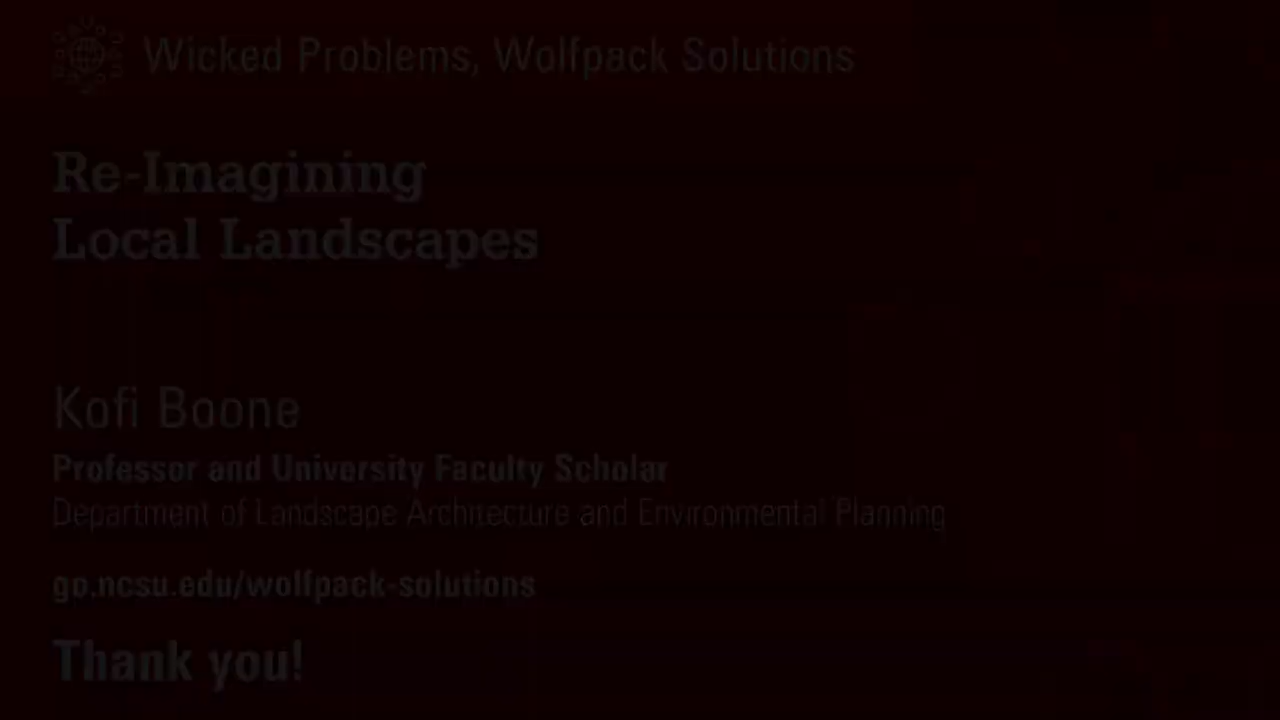 Wicked Problems, Wolfpack Solutions
Re-Imagining
Local Landscapes
Kofi Boone
Professor and University Faculty Scholar
Department of Landscape Architecture and Environmental Planning
go.ncsu.edu/wolfpack-solutions
Thank you!